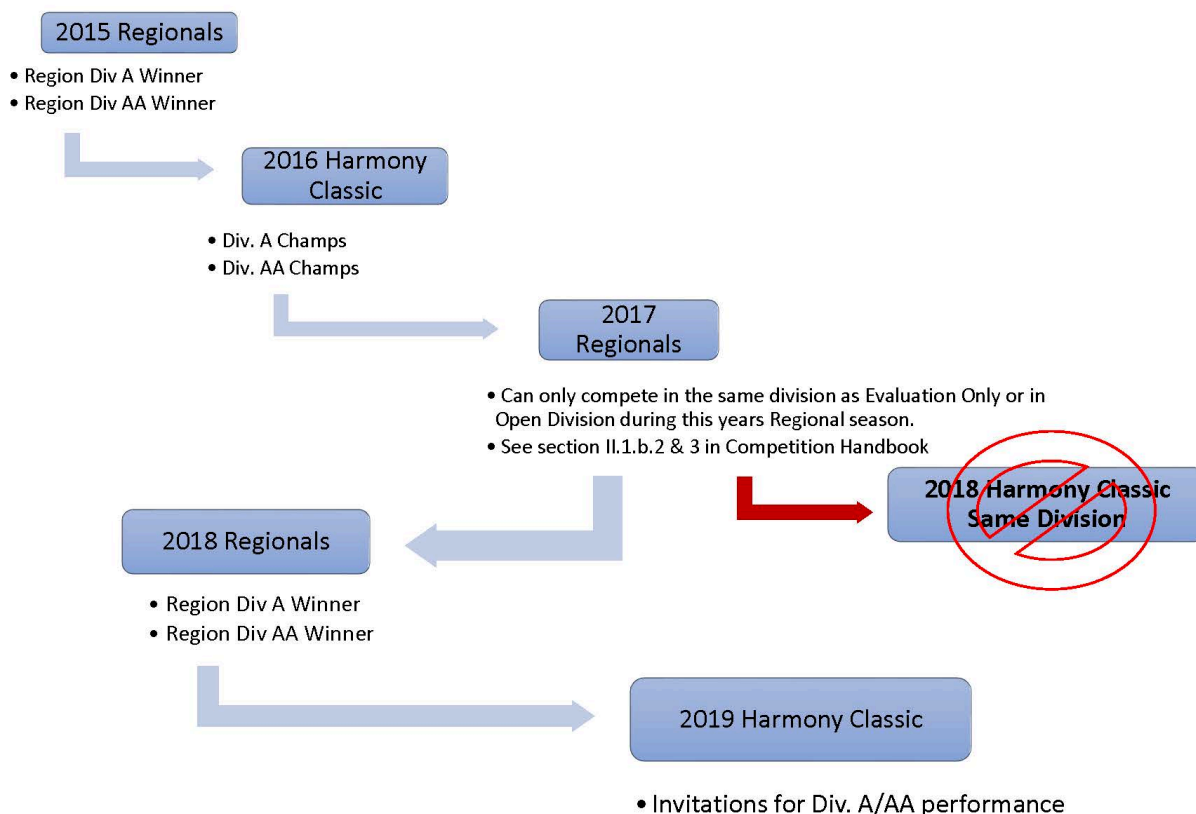 2015 Regionals
• Region Div A Winner
• Region Div AA Winner
2016 Harmony
Classic
• Div. A Champs
• Div. AA Champs
2017
Regionals
• Can only compete in the same division as Evaluation Only or in
Open Division during this years Regional season.
• See section II.1.b.2 & 3 in Competition Handbook
2018 Harmony Classic
Same Division
2018 Regionals
• Region Div A Winner
• Region Div AA Winner
2019 Harmony Classic
• Invitations for Div. A/AA performance